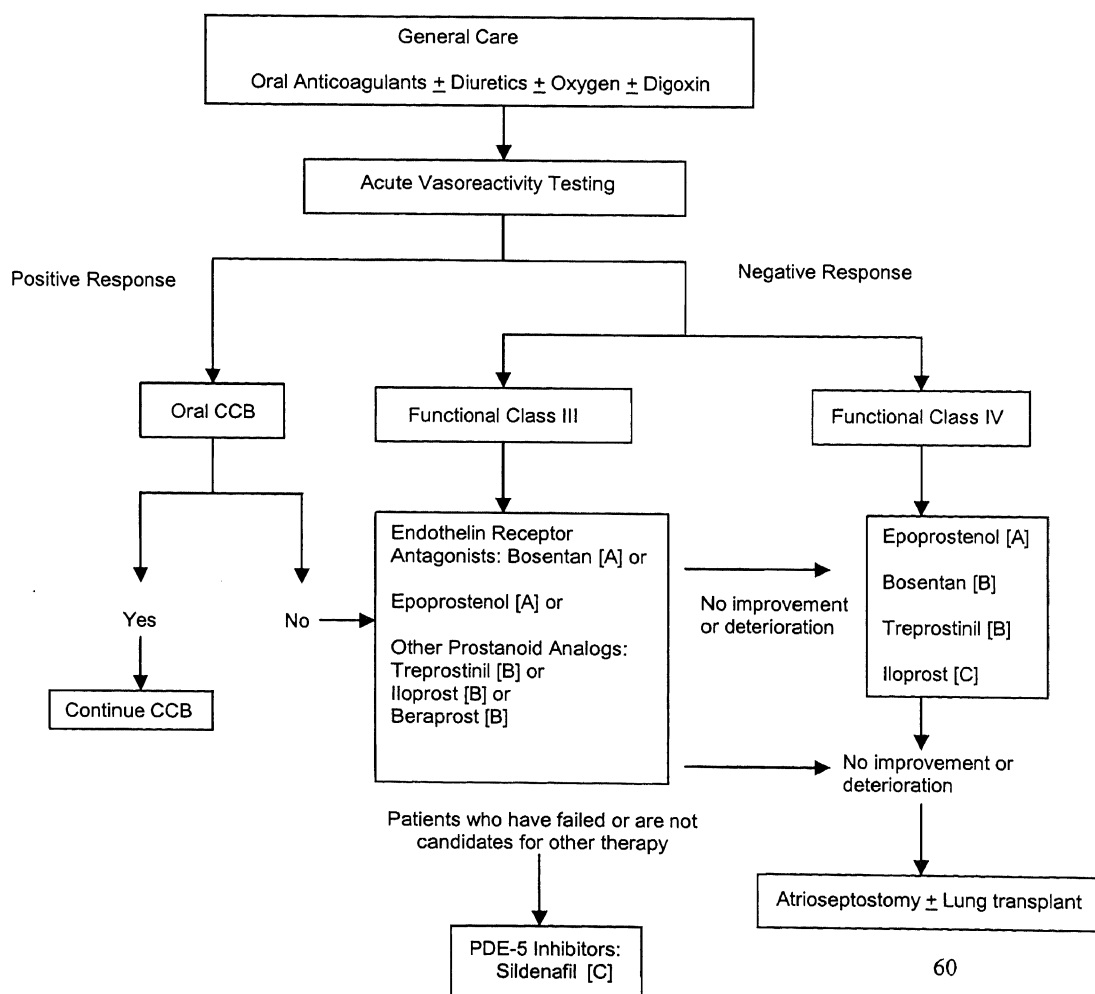 General Care
Oral Anticoagulants ± Diuretics ± Oxygen ± Digoxin
Acute Vasoreactivity Testing
Positive Response
Negative Response
Oral CCB
Functional Class III
Functional Class IV
Yes
No
Continue CCB
Endothelin Receptor
Antagonists: Bosentan [A] or
Epoprostenol [A] or
Other Prostanoid Analogs:
Treprostinil [B] or
Iloprost [B] or
Beraprost [B]
No improvement
or deterioration
Epoprostenol [A]
Bosentan [B]
Treprostinil [B]
Iloprost [C]
No improvement or
deterioration
Patients who have failed or are not
candidates for other therapy
Atrioseptostomy ± Lung transplant
PDE-5 Inhibitors:
Sildenafil [C]
60